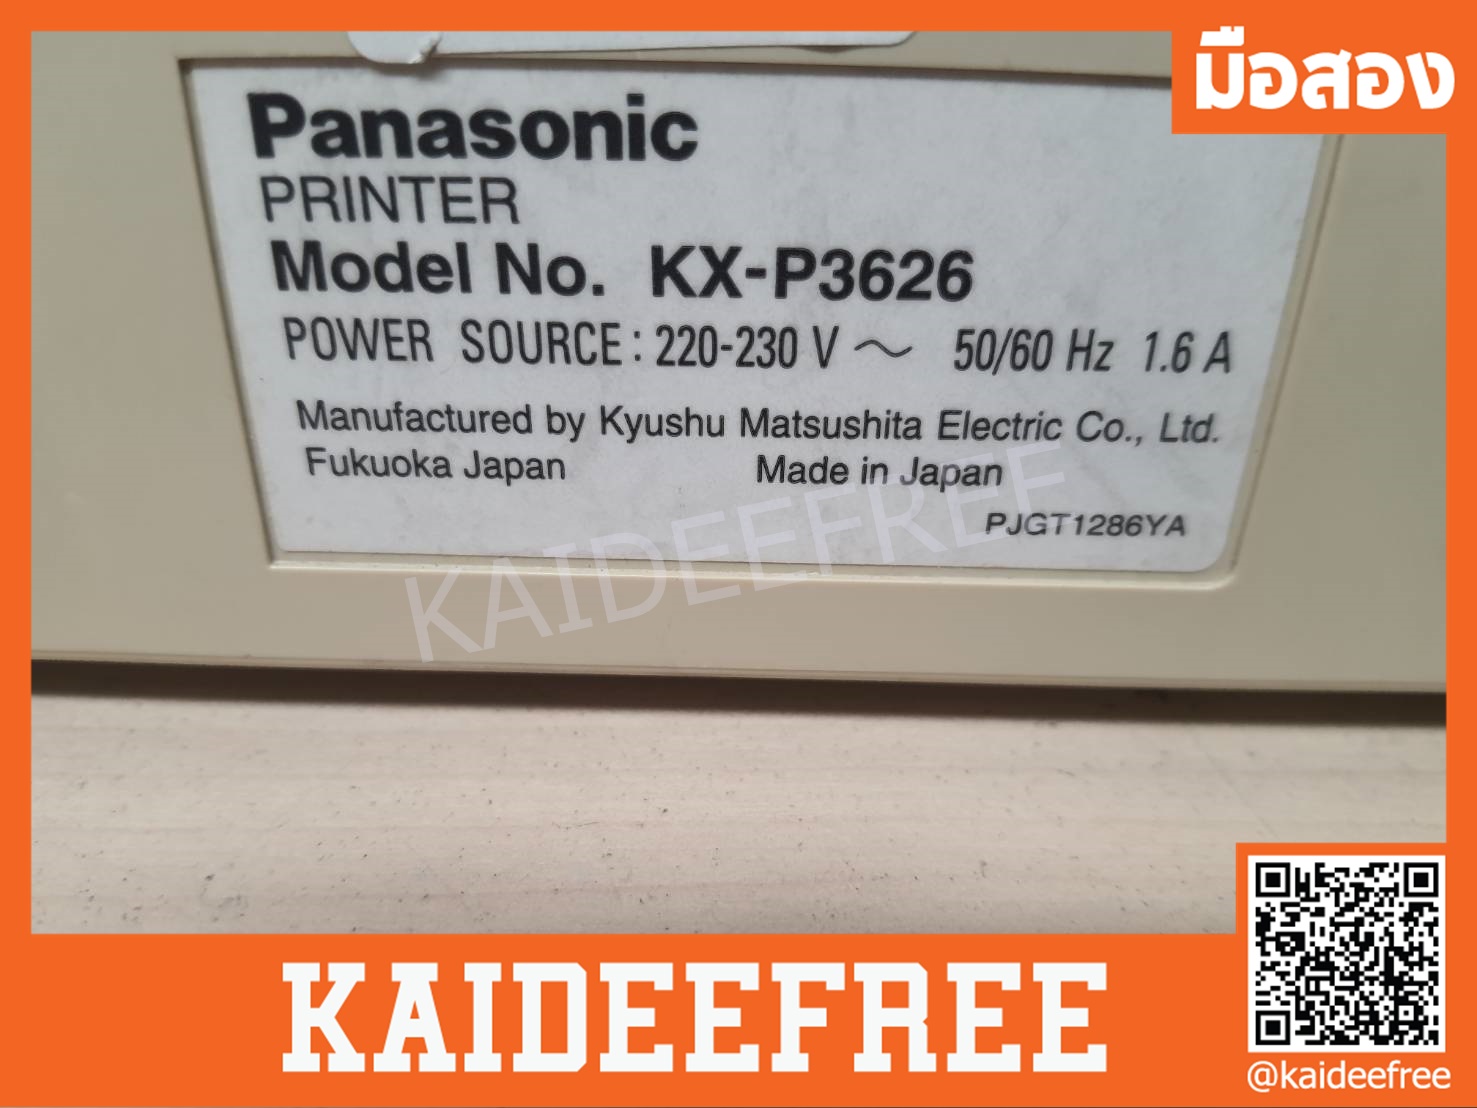 มือสอง
Panasonic
PRINTER
Model No. KX-P3626
POWER SOURCE: 220-230 V ~ 50/60 Hz 1.6 A
Manufactured by Kyushu Matsushita Electric Co., Ltd.
Fukuoka Japan Made in Japan
PJGT1286YA
KAIDEEFREE
KAIDEEFREE
@kaideefree